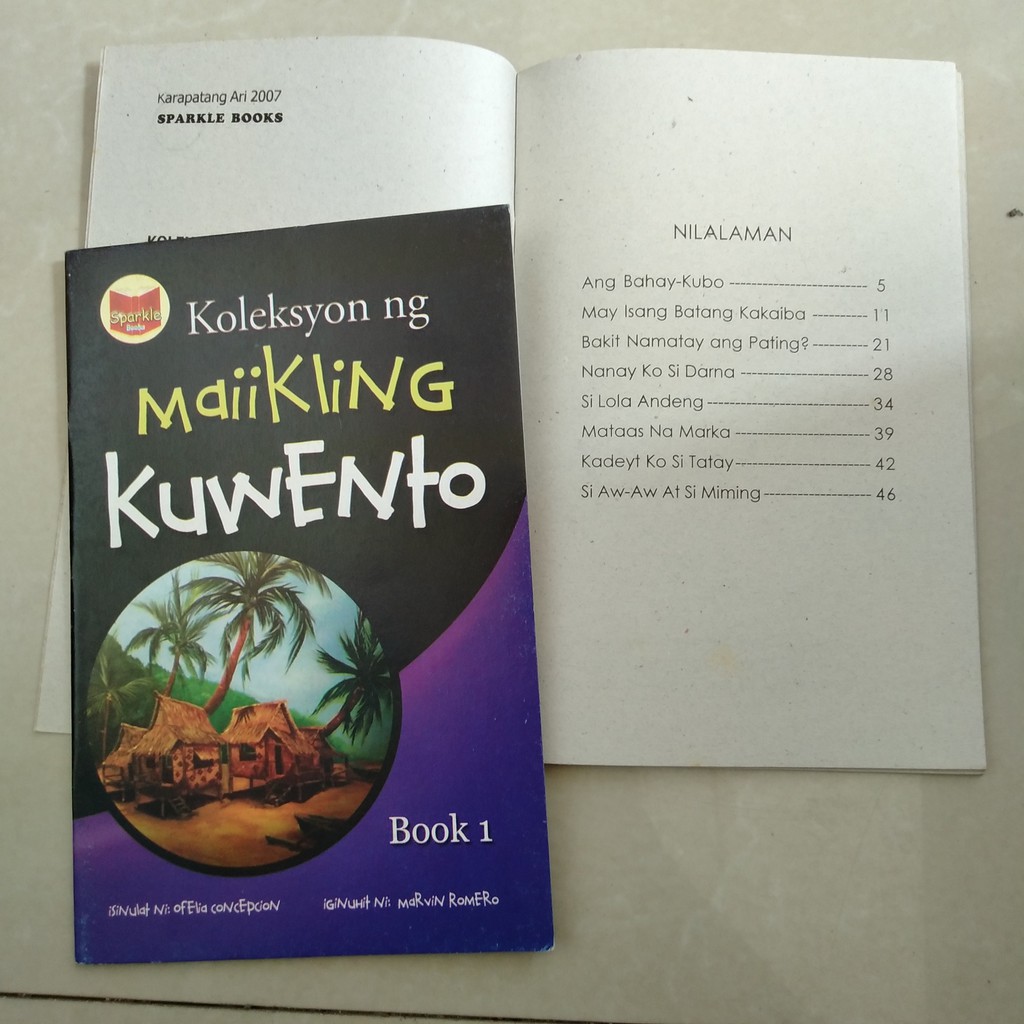 Karapatang Ari 2007
SPARKLE BOOKS
NILALAMAN
Ang Bahay-Kubo ------------------------- 5
May Isang Batang Kakaiba ---------- 11
Bakit Namatay ang Pating? ---------- 21
Nanay Ko Si Darna ----------------------- 28
Si Lola Andeng ----------------------------- 34
Mataas Na Marka ------------------------ 39
Kadeyt Ko Si Tatay ------------------------ 42
Si Aw-Aw At Si Miming ------------------- 46
Sparkle
Books
Koleksyon ng
Maiikling
Kuwento
Book 1
isinulat ni: Ofelia Concepcion
iginuhit ni: Marvin Romero